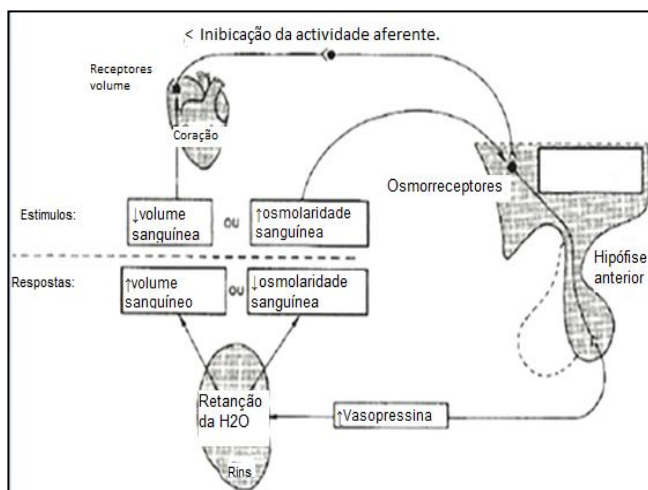 < Inibicação da actividade aferente.
Receptores
volume
Coração
Osmorreceptores
Estimulos:
↓volume
sanguínea
ou
↑osmolaridade
sanguínea
Hipófise
anterior
Respostas:
↑volume
sanquíneo
ou
↓osmolaridade
sanguínea
Retanção
da H2O
↑Vasopressina
Rins